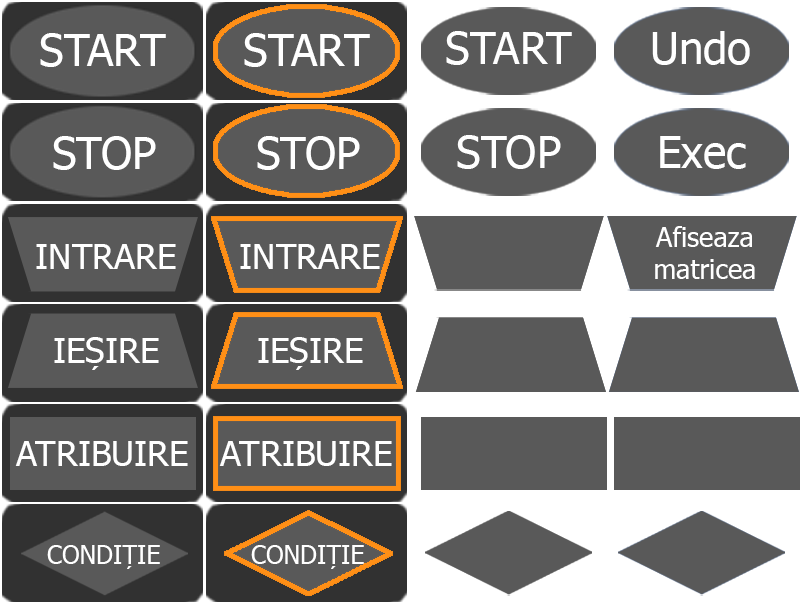 START
START
START
Undo
STOP
STOP
STOP
Exec
INTRARE
INTRARE
Afiseaza
matricea
IEȘIRE
IEȘIRE
ATRIBUIRE
ATRIBUIRE
CONDIȚIE
CONDIȚIE